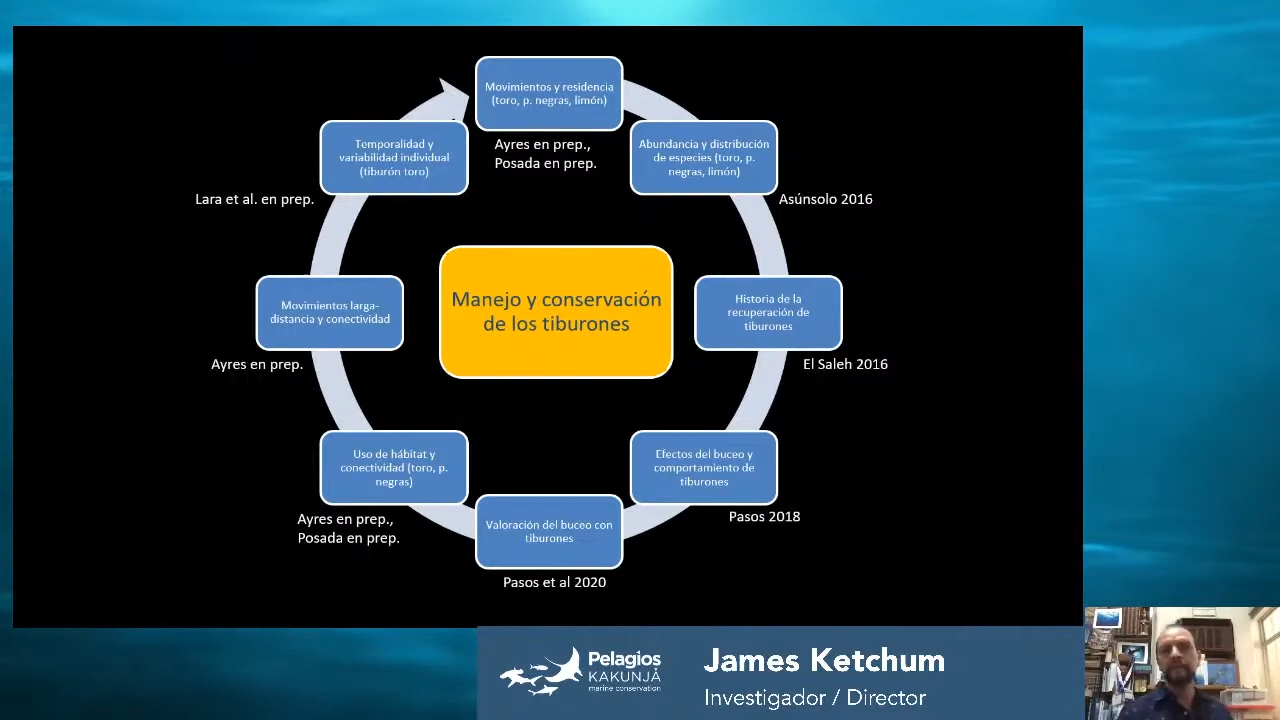 Movimientos y residencia
(toro, p. negras, limón)
Ayres en prep.,
Posada en prep.
Abundancia y distribución
de especies (toro, p.
negras, limón)
Asúnsolo 2016
Historia de la
recuperación de
tiburones
El Saleh 2016
Efectos del buceo y
comportamiento de
tiburones
Pasos 2018
Valoración del buceo con
tiburones
Pasos et al 2020
Uso de hábitat y
conectividad (toro, p.
negras)
Ayres en prep.,
Posada en prep.
Movimientos larga-
distancia y conectividad
Ayres en prep.
Temporalidad y
variabilidad individual
(tiburón toro)
Lara et al. en prep.
Manejo y conservación
de los tiburones
Pelagios
KAKUNJÁ
marine conservation
James Ketchum
Investigador / Director